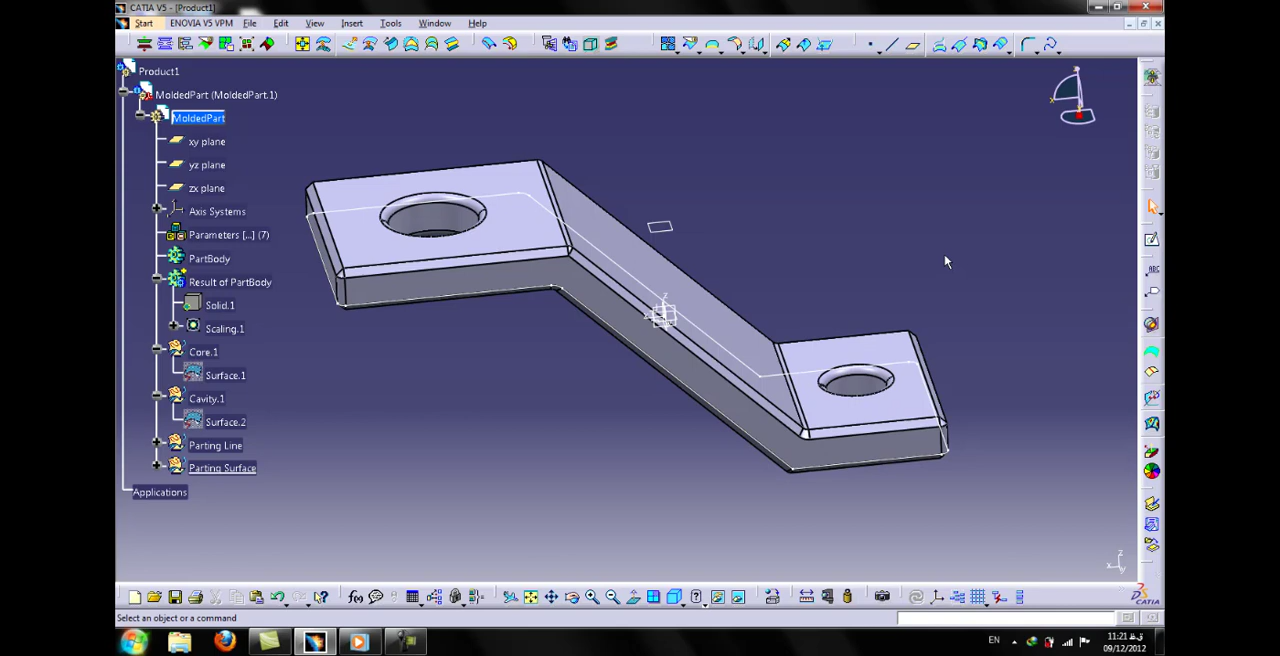 CATIA V5 - [Product1]
Start ENOVIA V5 VPM File Edit View Insert Tools Window Help
Product1
MoldedPart (MoldedPart.1)
MoldedPart
xy plane
yz plane
zx plane
Axis Systems
Parameters [...] (7)
PartBody
Result of PartBody
Solid.1
Scaling.1
Core.1
Surface.1
Cavity.1
Surface.2
Parting Line
Parting Surface
Applications
z
z
x
y
ABC
f(x)
CATIA
Select an object or a command
EN
11:21 ق.ظ
09/12/2012